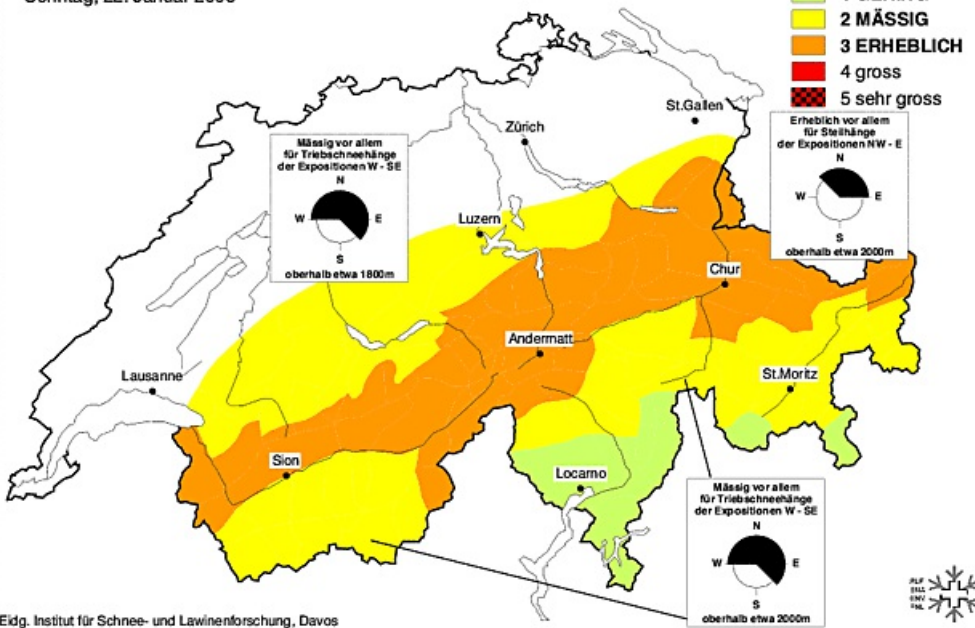 2 MÄSSIG
3 ERHEBLICH
4 gross
5 sehr gross
St.Gallen
Zürich
Mässig vor allem
für Triebschneehänge
der Expositionen W - SE
N
W E
S
oberhalb etwa 1800m
Erheblich vor allem
für Steilhänge
der Expositionen NW - E
N
W E
S
oberhalb etwa 2000m
Luzern
Chur
Andermatt
Lausanne
St.Moritz
Sion
Locarno
Mässig vor allem
für Triebschneehänge
der Expositionen W - SE
N
W E
S
oberhalb etwa 2000m
Eidg. Institut für Schnee- und Lawinenforschung, Davos